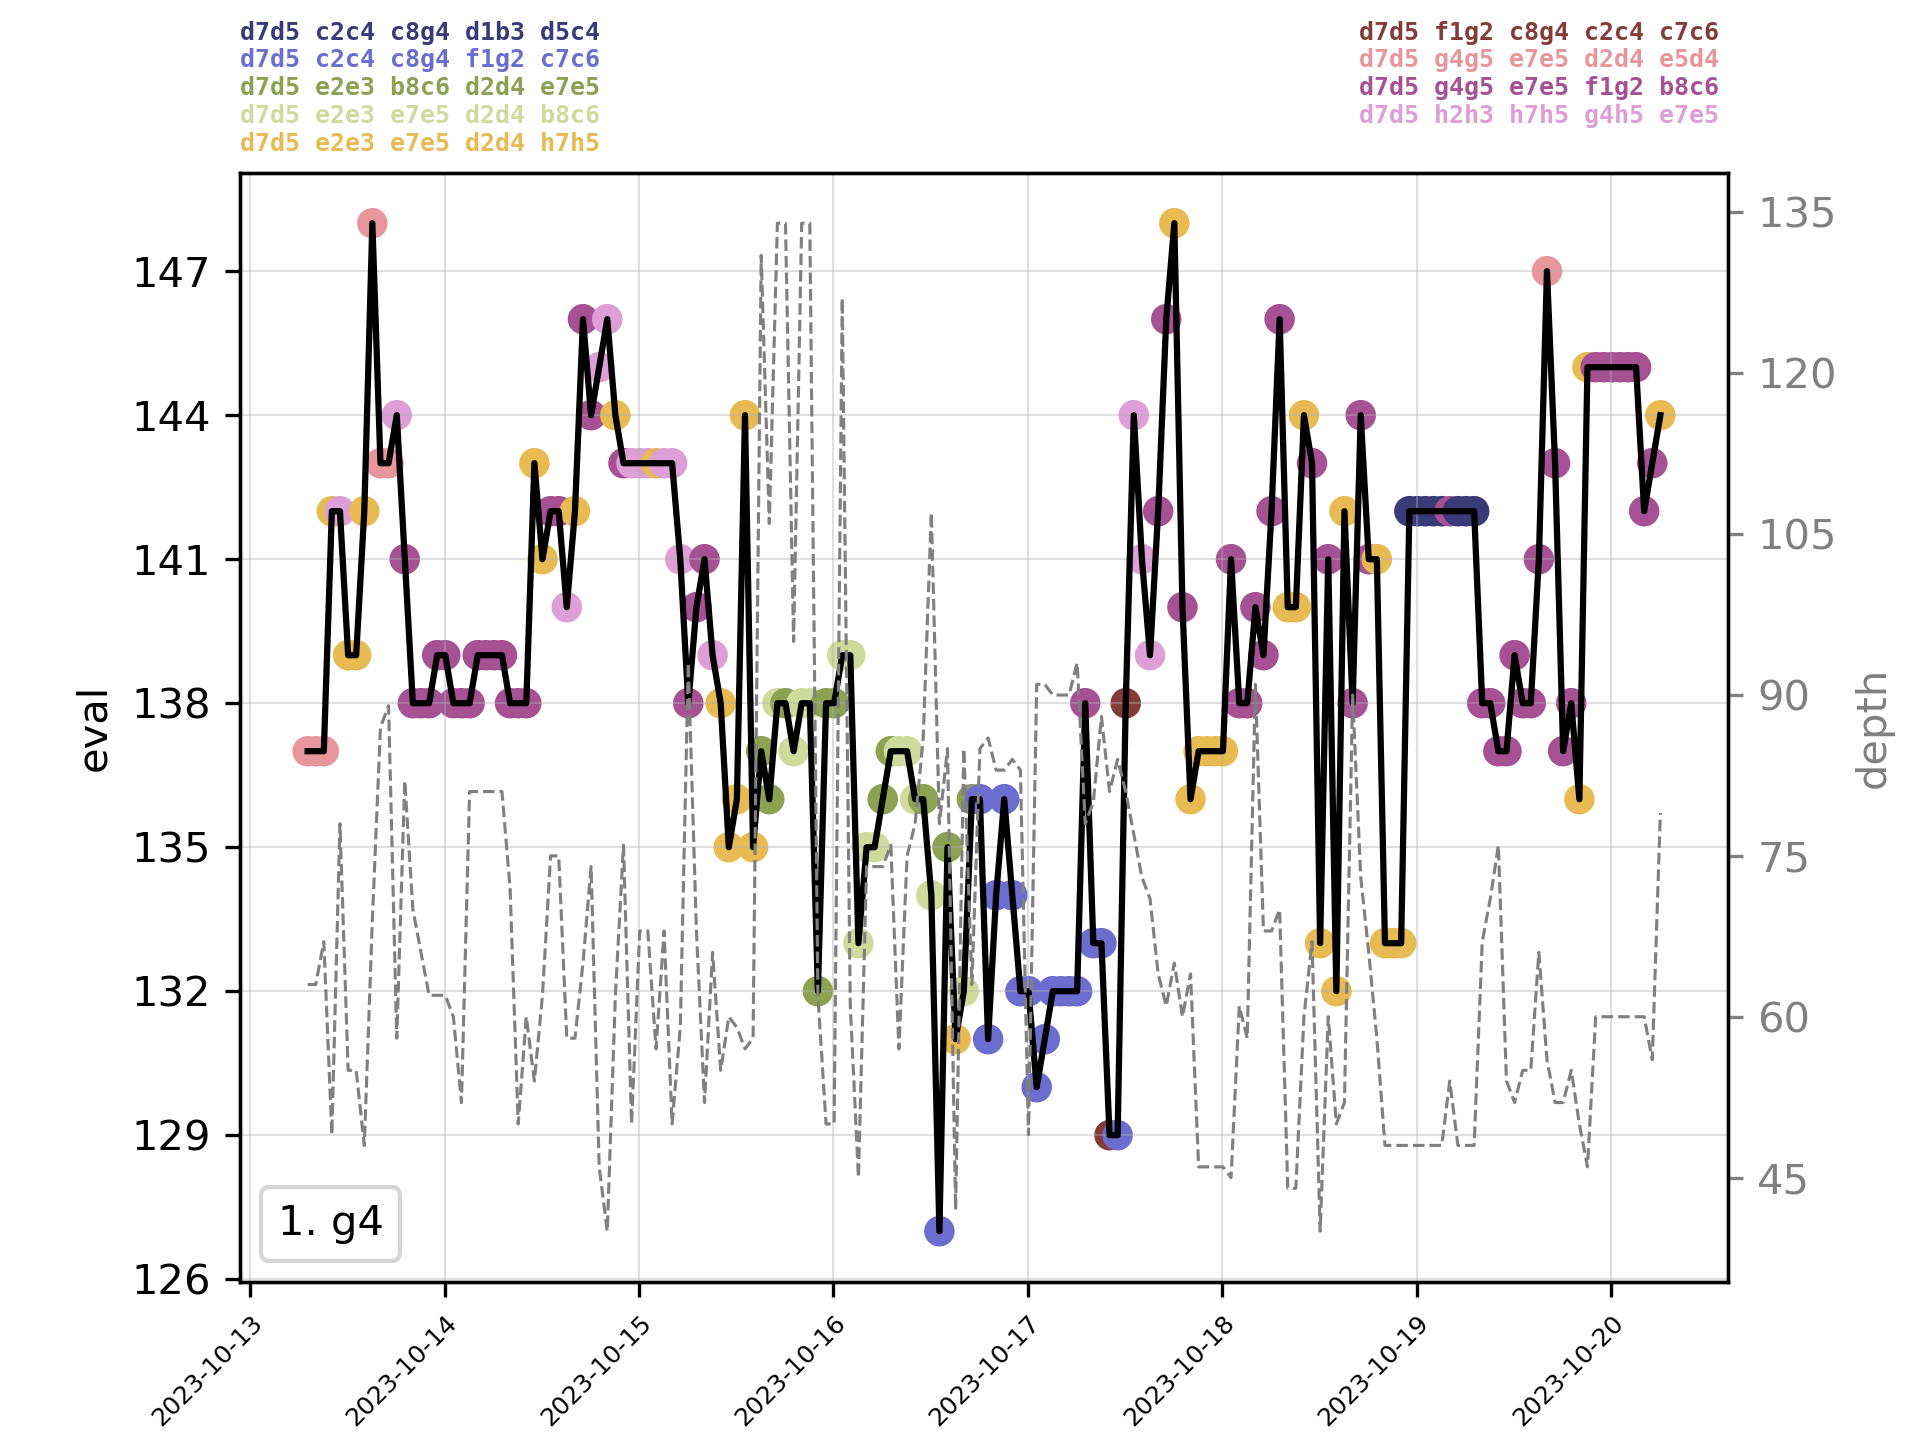 d7d5 c2c4 c8g4 d1b3 d5c4
d7d5 c2c4 c8g4 f1g2 c7c6
d7d5 e2e3 b8c6 d2d4 e7e5
d7d5 e2e3 e7e5 d2d4 b8c6
d7d5 e2e3 e7e5 d2d4 h7h5
d7d5 f1g2 c8g4 c2c4 c7c6
d7d5 g4g5 e7e5 d2d4 e5d4
d7d5 g4g5 e7e5 f1g2 b8c6
d7d5 h2h3 h7h5 g4h5 e7e5
147
144
141
138
135
132
129
126
eval
135
120
105
90
75
60
45
depth
1. g4
2023-10-13
2023-10-14
2023-10-15
2023-10-16
2023-10-17
2023-10-18
2023-10-19
2023-10-20